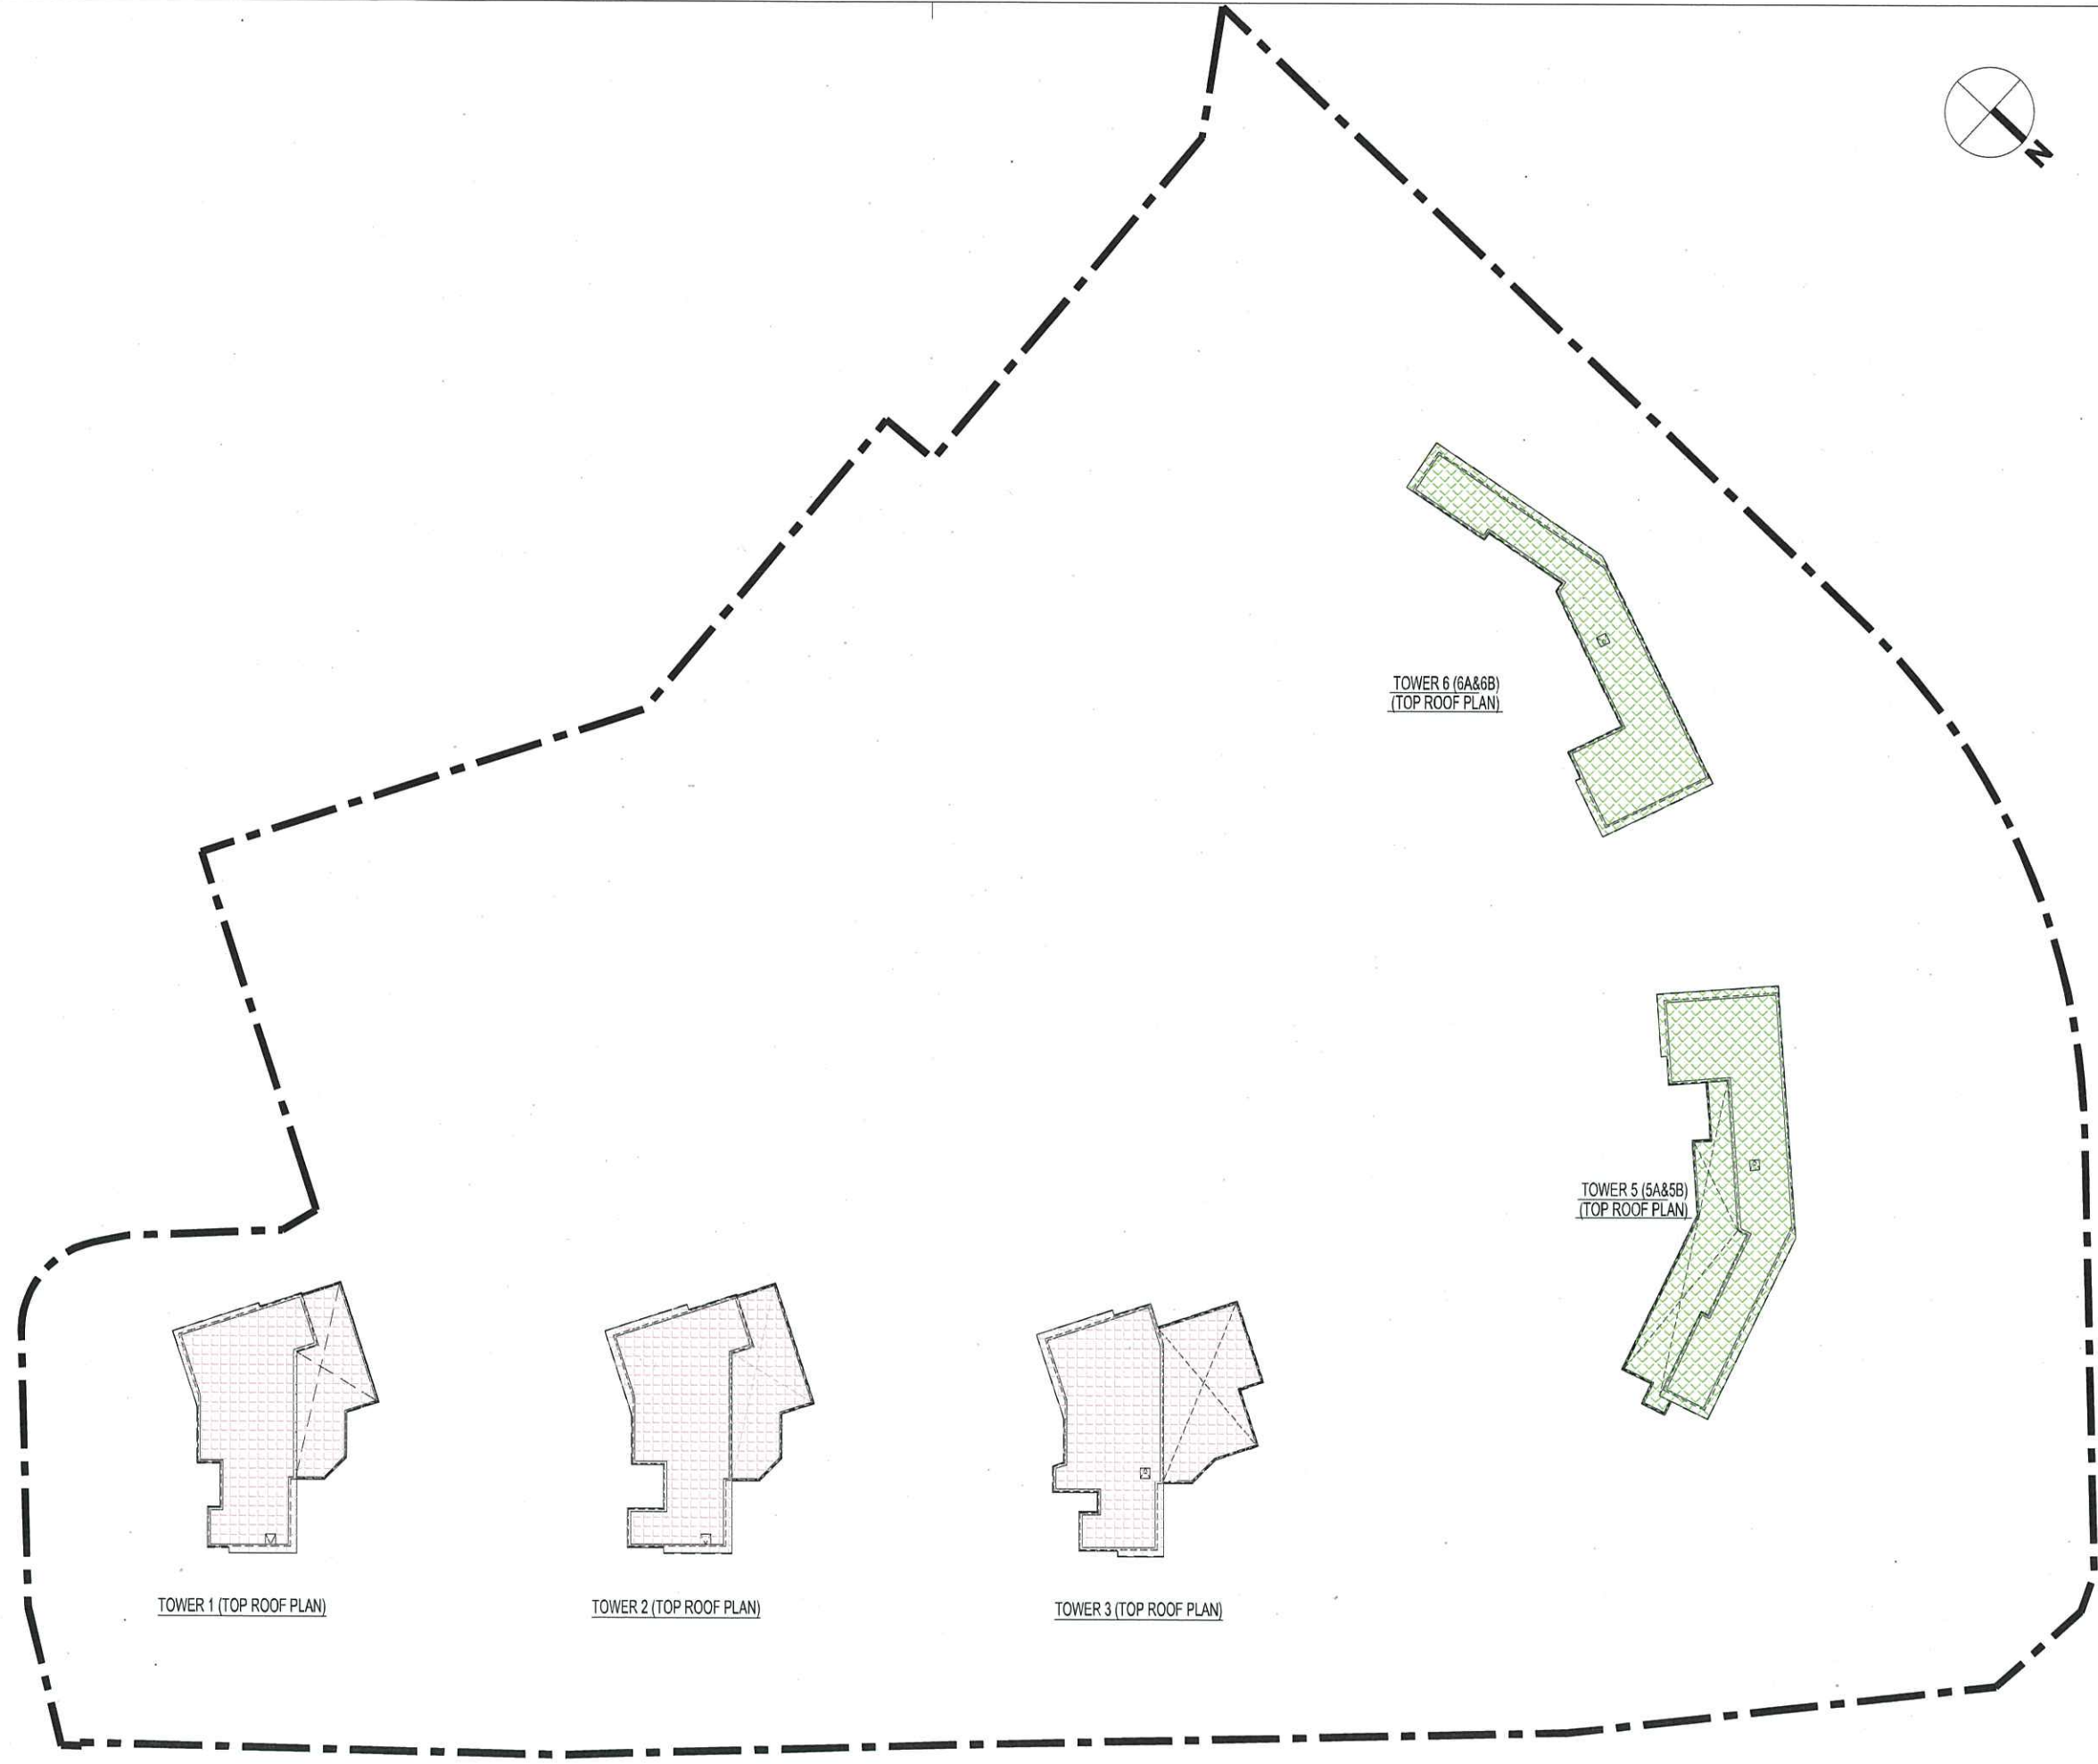 N
TOWER 6 (6A&6B)
(TOP ROOF PLAN)
TOWER 5 (5A&5B)
(TOP ROOF PLAN)
TOWER 1 (TOP ROOF PLAN)
TOWER 2 (TOP ROOF PLAN)
TOWER 3 (TOP ROOF PLAN)